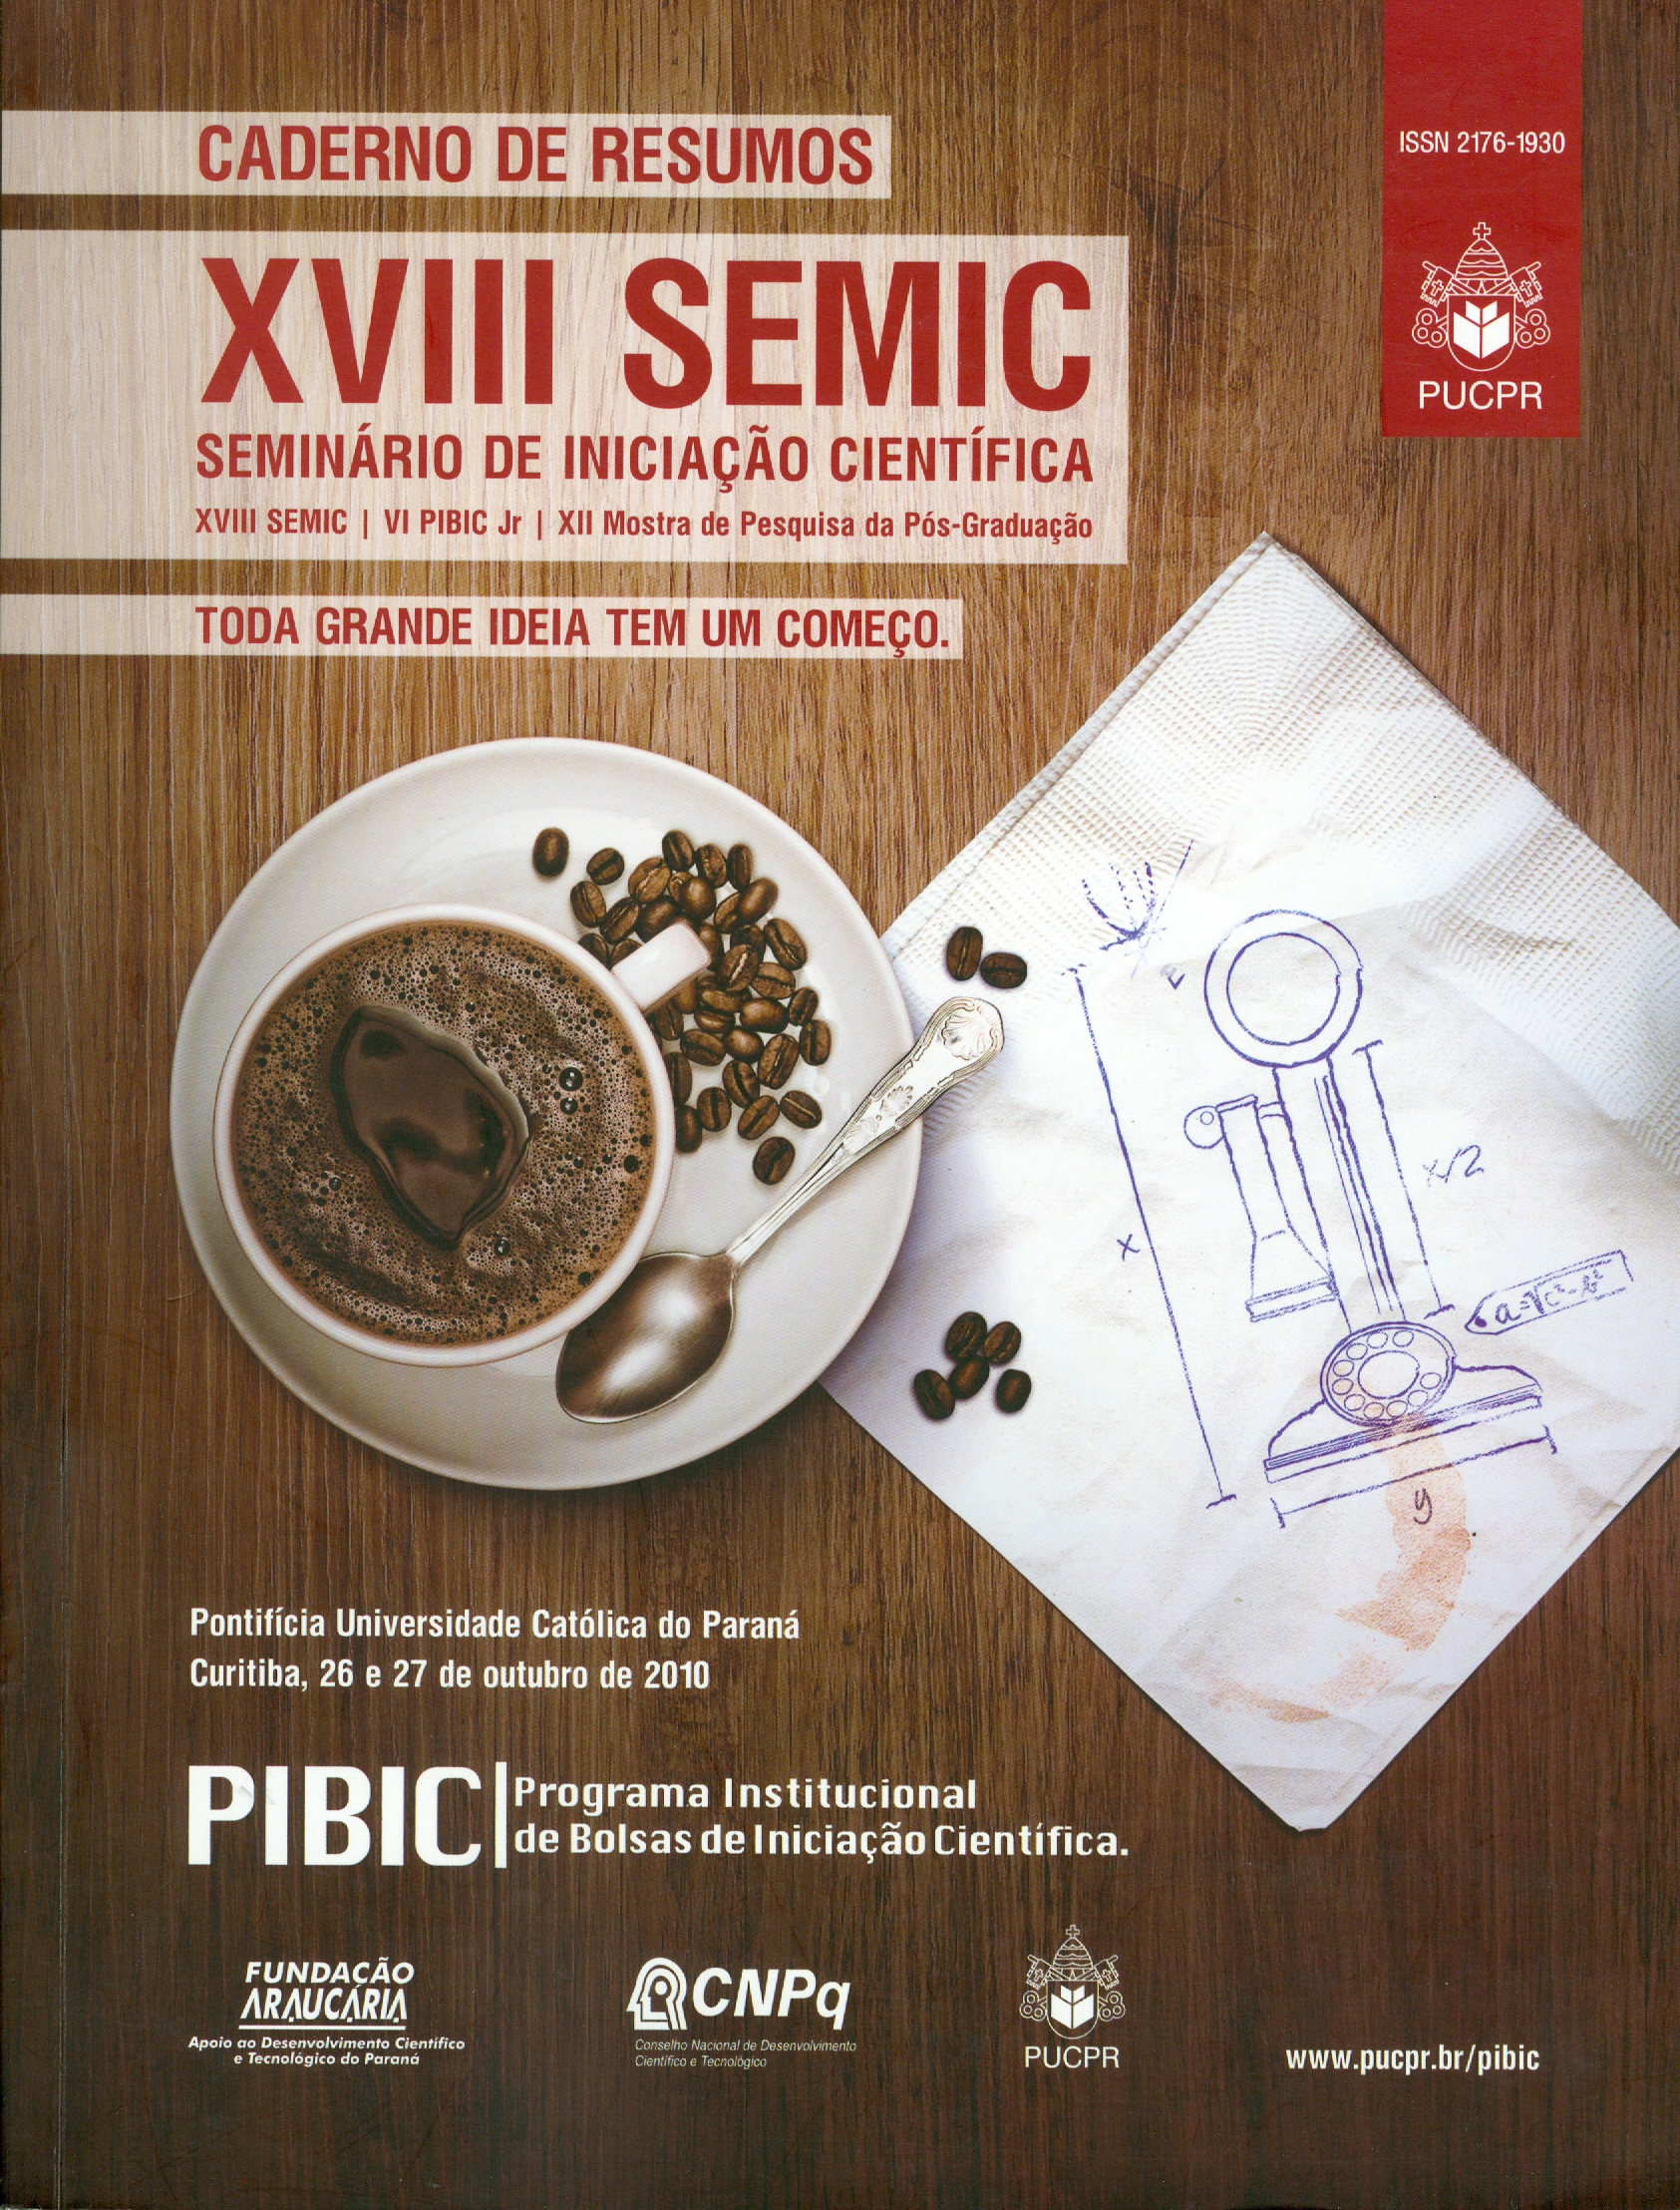 CADERNO DE RESUMOS
ISSN 2176-1930
PUCPR
XVIII SEMIC
SEMINÁRIO DE INICIAÇÃO CIENTÍFICA
XVIII SEMIC | VI PIBIC Jr | XII Mostra de Pesquisa da Pós-Graduação
TODA GRANDE IDEIA TEM UM COMEÇO.
x/2
x
a=√c²-b²
y
Pontifícia Universidade Católica do Paraná
Curitiba, 26 e 27 de outubro de 2010
PIBIC
Programa Institucional
de Bolsas de Iniciação Científica.
FUNDAÇÃO
ARAUCÁRIA
Apoio ao Desenvolvimento Científico
e Tecnológico do Paraná
CNPq
Conselho Nacional de Desenvolvimento
Científico e Tecnológico
PUCPR
www.pucpr.br/pibic